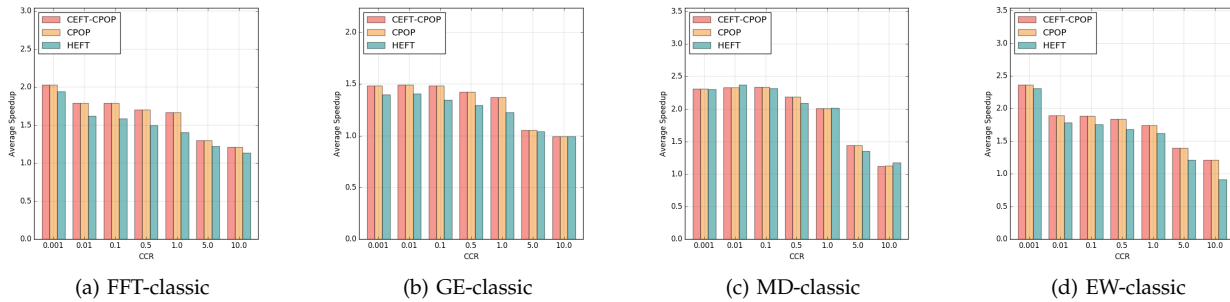 3.0
2.5
2.0
1.5
1.0
0.5
0.0
Average Speedup
CEFT-CPOP
CPOP
HEFT
0.001 0.01 0.1 0.5 1.0 5.0 10.0
CCR
(a) FFT-classic
2.0
1.5
1.0
0.5
0.0
Average Speedup
CEFT-CPOP
CPOP
HEFT
0.001 0.01 0.1 0.5 1.0 5.0 10.0
CCR
(b) GE-classic
3.5
3.0
2.5
2.0
1.5
1.0
0.5
0.0
Average Speedup
CEFT-CPOP
CPOP
HEFT
0.001 0.01 0.1 0.5 1.0 5.0 10.0
CCR
(c) MD-classic
3.5
3.0
2.5
2.0
1.5
1.0
0.5
0.0
Average Speedup
CEFT-CPOP
CPOP
HEFT
0.001 0.01 0.1 0.5 1.0 5.0 10.0
CCR
(d) EW-classic